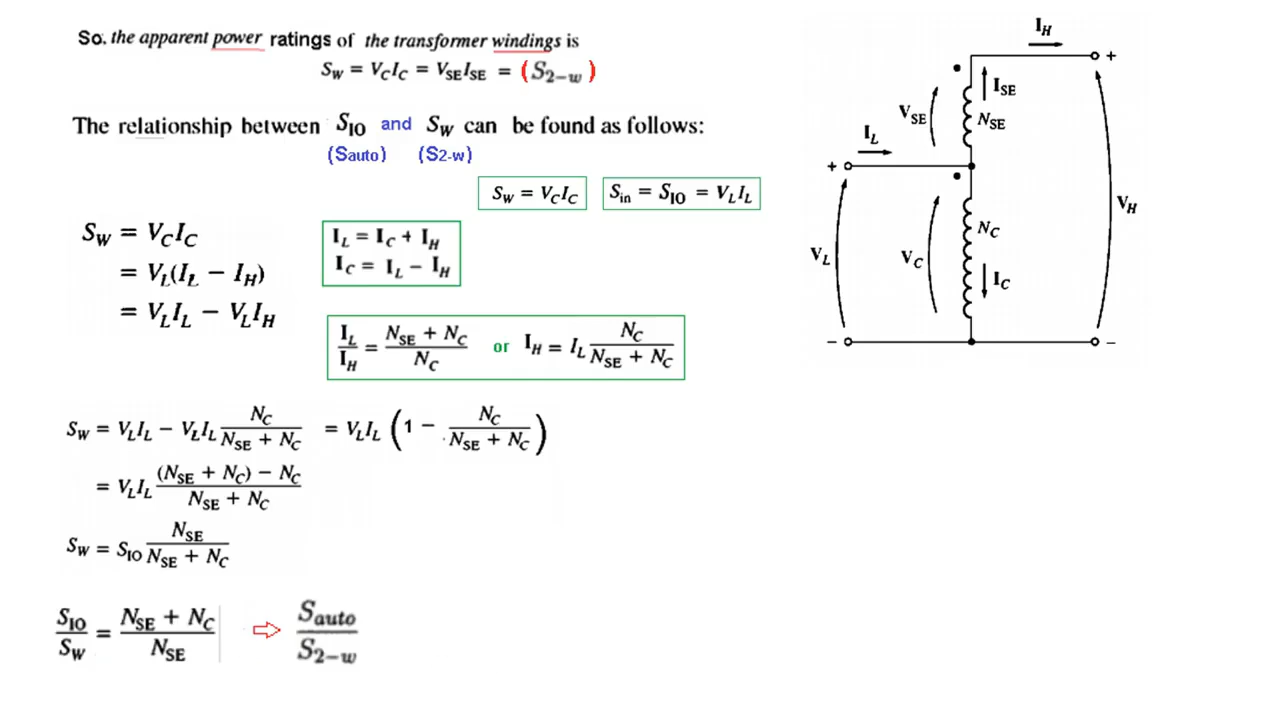 So. the apparent power ratings of the transformer windings is
S_W = V_C I_C = V_SE I_SE = (S_2−w)
The relationship between S_IO and S_W can be found as follows:
(Sauto) (S2-w)
S_W = V_C I_C
S_in = S_IO = V_L I_L
S_W = V_C I_C
= V_L(I_L − I_H)
= V_L I_L − V_L I_H
I_L = I_C + I_H
I_C = I_L − I_H
I_L/I_H = (N_SE + N_C)/N_C or I_H = I_L N_C/(N_SE + N_C)
S_W = V_L I_L − V_L I_L N_C/(N_SE + N_C) = V_L I_L (1 − N_C/(N_SE + N_C))
= V_L I_L ((N_SE + N_C) − N_C)/(N_SE + N_C)
S_W = S_IO N_SE/(N_SE + N_C)
S_IO/S_W = (N_SE + N_C)/N_SE ⇨ S_auto/S_2−w
I_H
+
I_SE
V_SE
N_SE
I_L
+
V_H
N_C
V_L
V_C
I_C
−
−